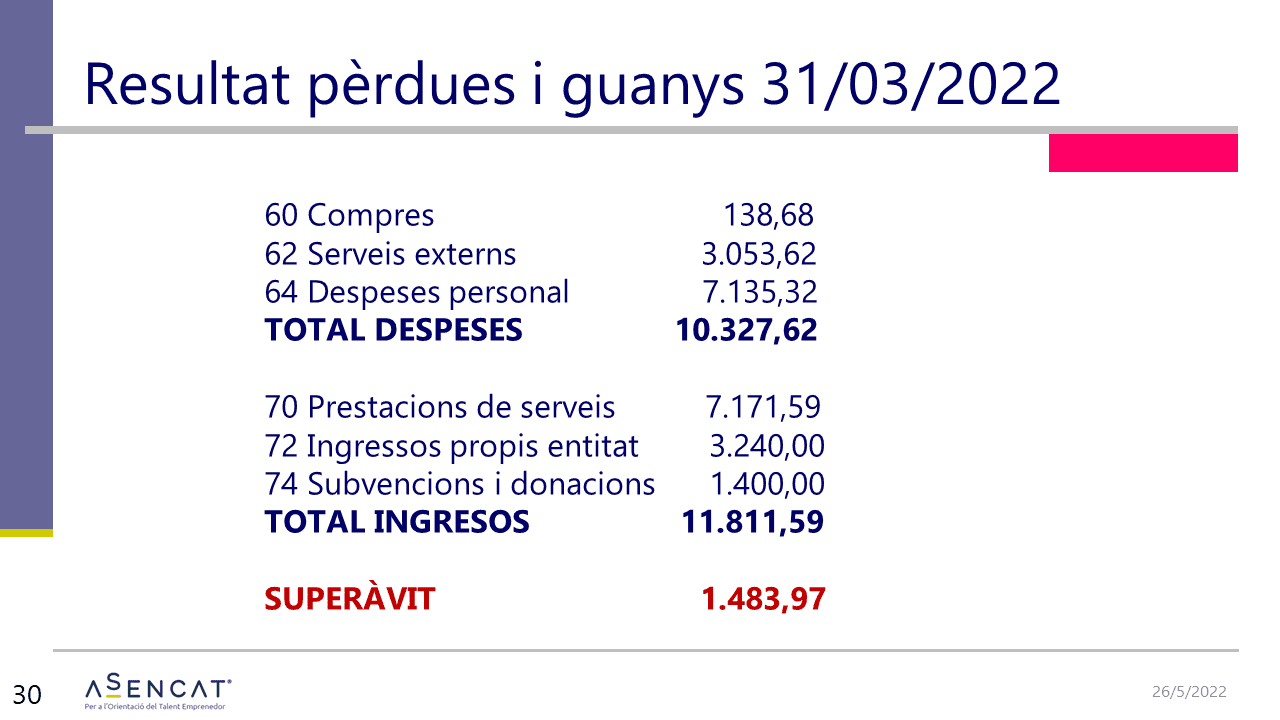 Resultat pèrdues i guanys 31/03/2022
60 Compres 138,68
62 Serveis externs 3.053,62
64 Despeses personal 7.135,32
TOTAL DESPESES 10.327,62
70 Prestacions de serveis 7.171,59
72 Ingressos propis entitat 3.240,00
74 Subvencions i donacions 1.400,00
TOTAL INGRESOS 11.811,59
SUPERÀVIT 1.483,97
30
ASENCAT®
Per a l'Orientació del Talent Emprenedor
26/5/2022